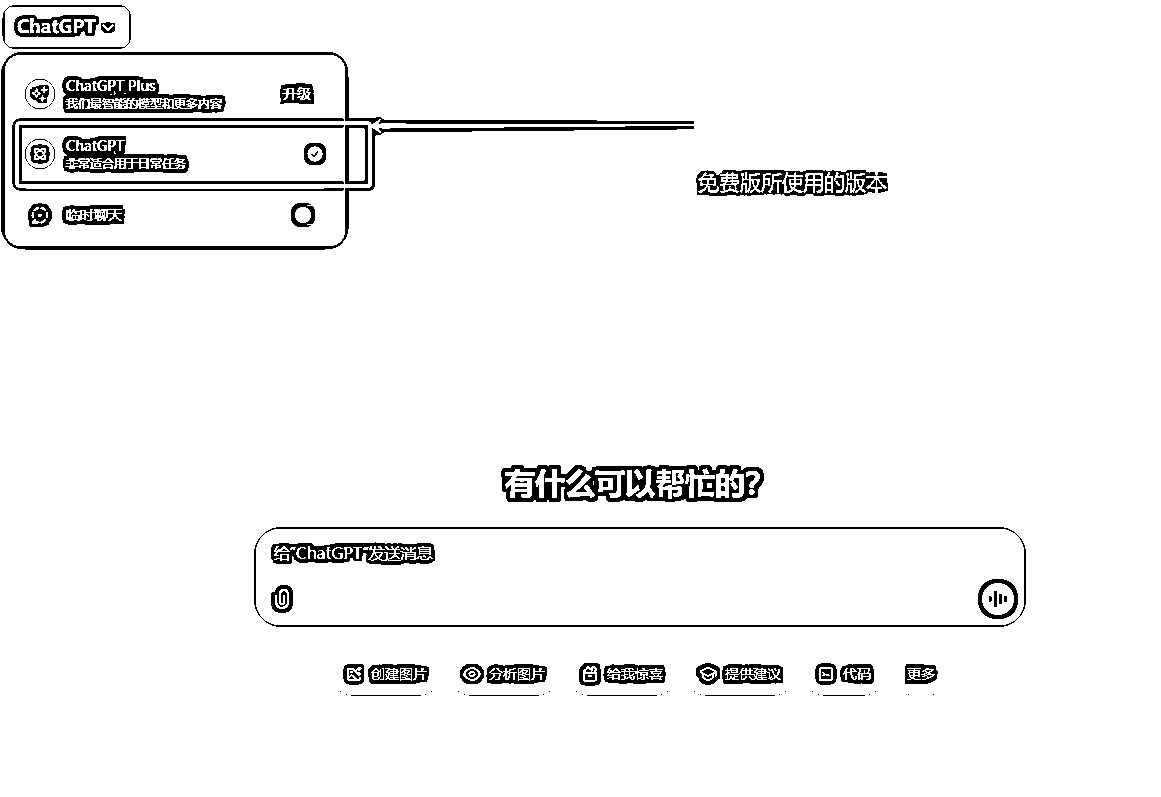 ChatGPT
ChatGPT Plus
我们最智能的模型和更多内容
升级
ChatGPT
非常适合用于日常任务
临时聊天
免费版所使用的版本
有什么可以帮忙的?
给"ChatGPT"发送消息
创建图片
分析图片
给我惊喜
提供建议
代码
更多